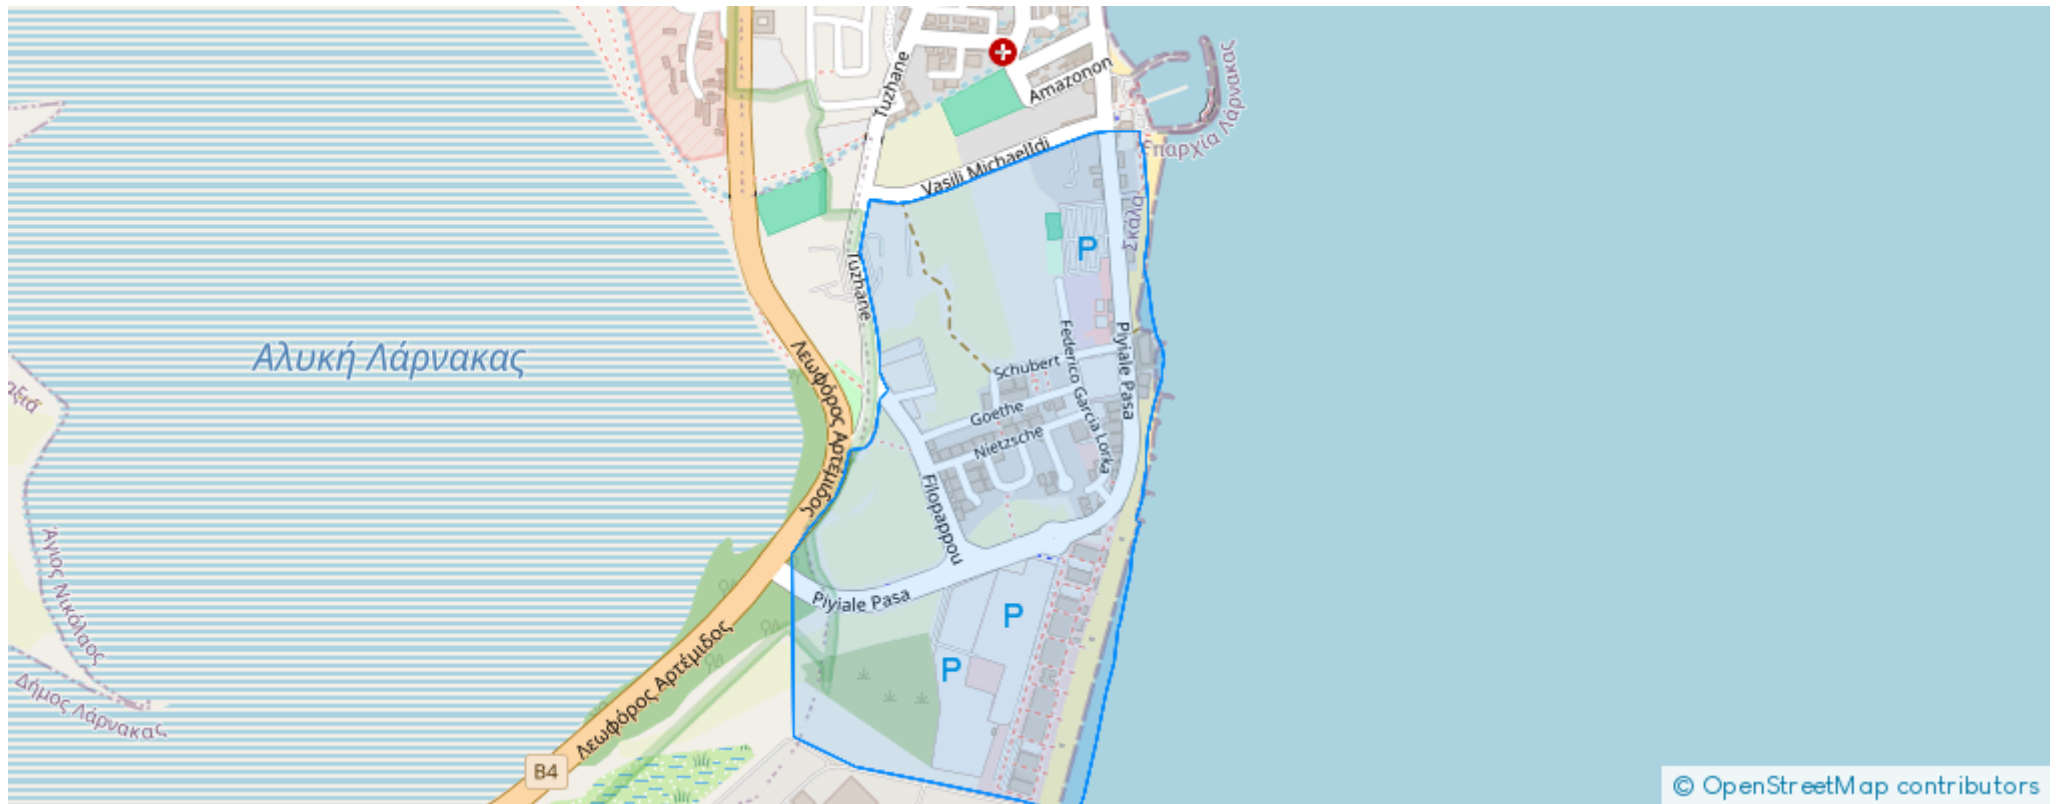 Tuzhane
Amazonon
Επαρχία Λάρνακας
Vasili MichaelIdi
Σκάλα
P
Tuzhane
Αλυκή Λάρνακας
Λεωφόρος Αρτέμιδος
Piyiale Pasa
Federico Garcia Lorka
Schubert
Goethe
Nietzsche
Filopappou
Άγιος Νικόλαος
Piyiale Pasa
P
P
Λεωφόρος Αρτέμιδος
Δήμος Λάρνακας
B4
© OpenStreetMap contributors